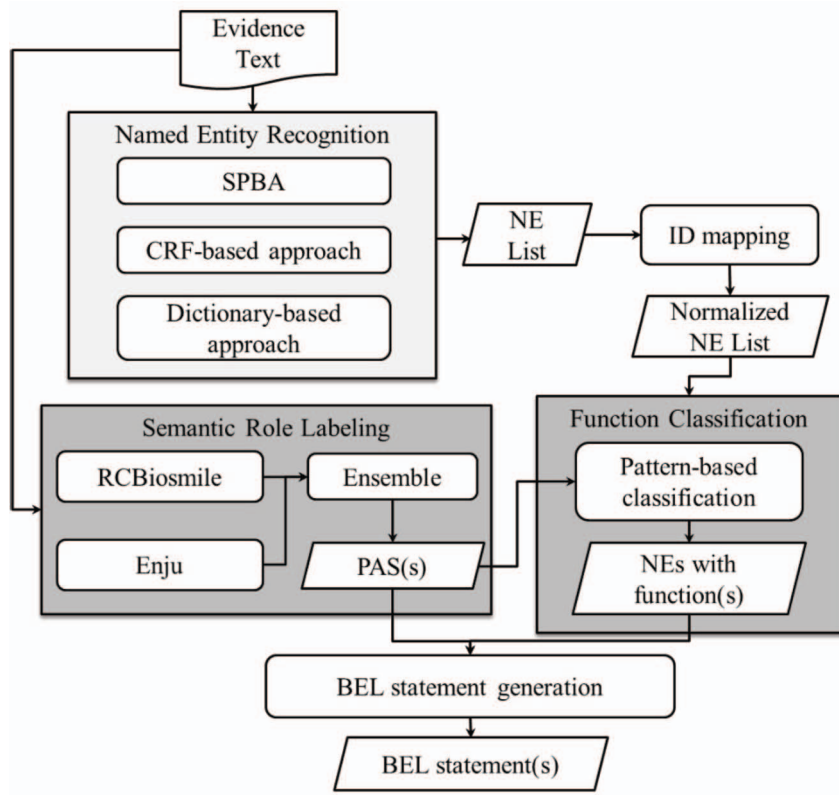 Evidence
Text
Named Entity Recognition
SPBA
CRF-based approach
Dictionary-based
approach
NE
List
ID mapping
Normalized
NE List
Semantic Role Labeling
RCBiosmile
Ensemble
Enju
PAS(s)
Function Classification
Pattern-based
classification
NEs with
function(s)
BEL statement generation
BEL statement(s)